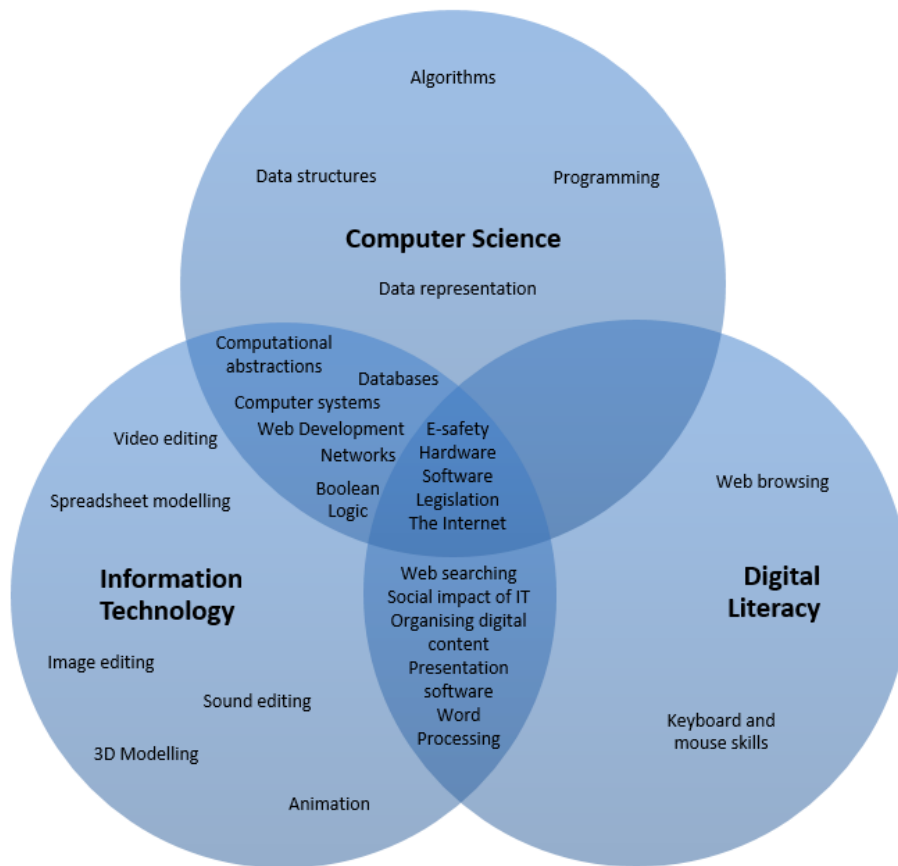 Algorithms
Data structures
Programming
Computer Science
Data representation
Computational
abstractions
Databases
Computer systems
Web Development
Networks
Boolean
Logic
E-safety
Hardware
Software
Legislation
The Internet
Video editing
Spreadsheet modelling
Information
Technology
Image editing
Sound editing
3D Modelling
Animation
Web searching
Social impact of IT
Organising digital
content
Presentation
software
Word
Processing
Web browsing
Digital
Literacy
Keyboard and
mouse skills